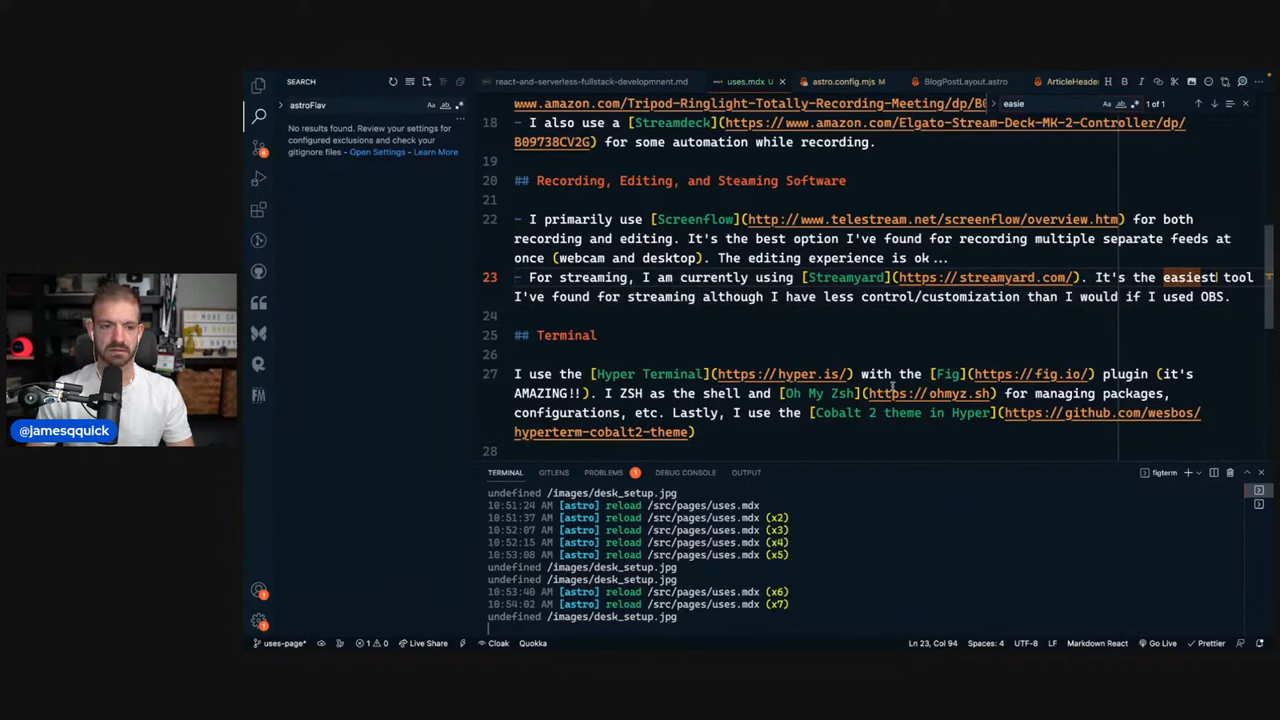 SEARCH
astroFlav
No results found. Review your settings for
configured exclusions and check your
gitignore files - Open Settings - Learn More
react-and-serverless-fullstack-developmnent.md
uses.mdx U
astro.config.mjs M
BlogPostLayout.astro
ArticleHeader
easie
1 of 1
www.amazon.com/Tripod-Ringlight-Totally-Recording-Meeting/dp/B0
18 - I also use a [Streamdeck](https://www.amazon.com/Elgato-Stream-Deck-MK-2-Controller/dp/
B09738CV2G) for some automation while recording.
19
20 ## Recording, Editing, and Steaming Software
21
22 - I primarily use [Screenflow](http://www.telestream.net/screenflow/overview.htm) for both
recording and editing. It's the best option I've found for recording multiple separate feeds at
once (webcam and desktop). The editing experience is ok...
23 - For streaming, I am currently using [Streamyard](https://streamyard.com/). It's the easiest tool
I've found for streaming although I have less control/customization than I would if I used OBS.
24
25 ## Terminal
26
27 I use the [Hyper Terminal](https://hyper.is/) with the [Fig](https://fig.io/) plugin (it's
AMAZING!!). I ZSH as the shell and [Oh My Zsh](https://ohmyz.sh) for managing packages,
configurations, etc. Lastly, I use the [Cobalt 2 theme in Hyper](https://github.com/wesbos/
hyperterm-cobalt2-theme)
28
TERMINAL
GITLENS
PROBLEMS 1
DEBUG CONSOLE
OUTPUT
figterm
undefined /images/desk_setup.jpg
10:51:24 AM [astro] reload /src/pages/uses.mdx
10:51:37 AM [astro] reload /src/pages/uses.mdx (x2)
10:52:07 AM [astro] reload /src/pages/uses.mdx (x3)
10:52:15 AM [astro] reload /src/pages/uses.mdx (x4)
10:53:08 AM [astro] reload /src/pages/uses.mdx (x5)
undefined /images/desk_setup.jpg
undefined /images/desk_setup.jpg
10:53:40 AM [astro] reload /src/pages/uses.mdx (x6)
10:54:02 AM [astro] reload /src/pages/uses.mdx (x7)
undefined /images/desk_setup.jpg
@jamesqquick
uses-page*
1 0
Live Share
Cloak
Quokka
Ln 23, Col 94
Spaces: 4
UTF-8
LF
Markdown React
Go Live
Prettier